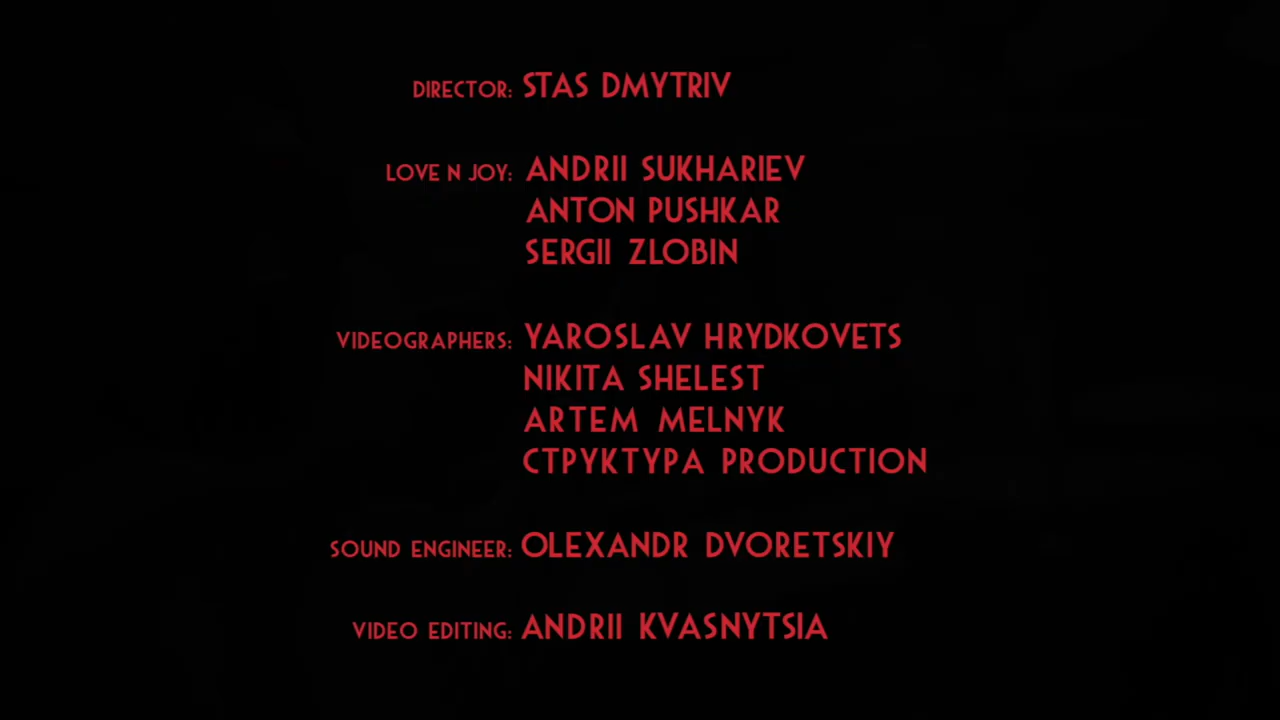 DIRECTOR: STAS DMYTRIV
LOVE N JOY: ANDRII SUKHARIEV
ANTON PUSHKAR
SERGII ZLOBIN
VIDEOGRAPHERS: YAROSLAV HRYDKOVETS
NIKITA SHELEST
ARTEM MELNYK
СТРУКТУРА PRODUCTION
SOUND ENGINEER: OLEXANDR DVORETSKIY
VIDEO EDITING: ANDRII KVASNYTSIA